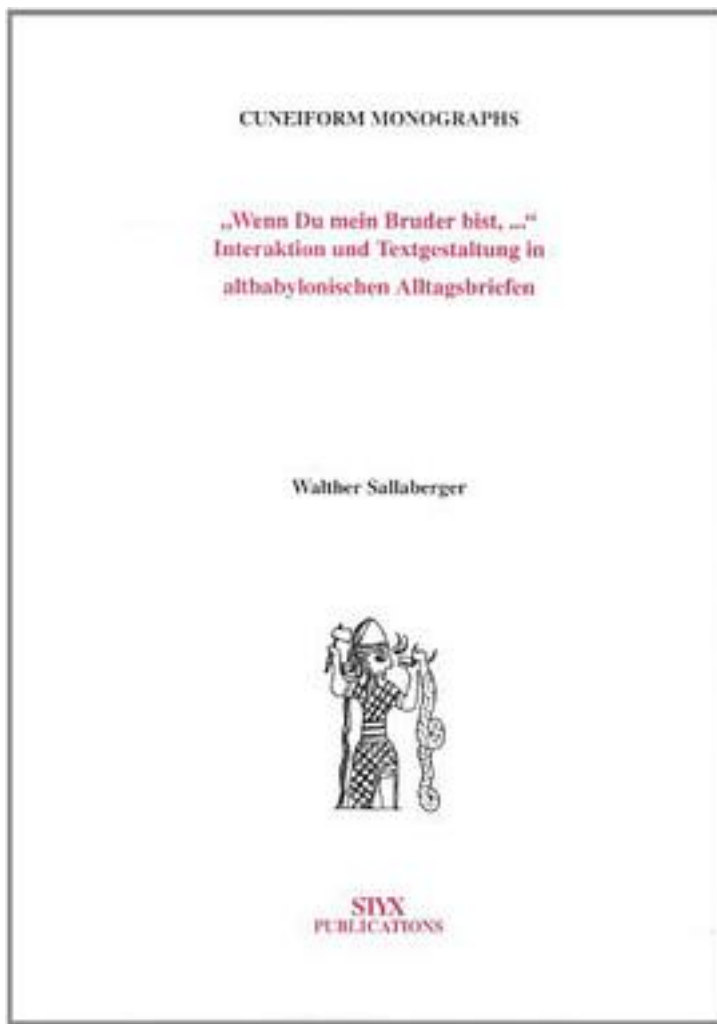 CUNEIFORM MONOGRAPHS
„Wenn Du mein Bruder bist, ...“
Interaktion und Textgestaltung in
altbabylonischen Alltagsbriefen
Walther Sallaberger
STYX
PUBLICATIONS